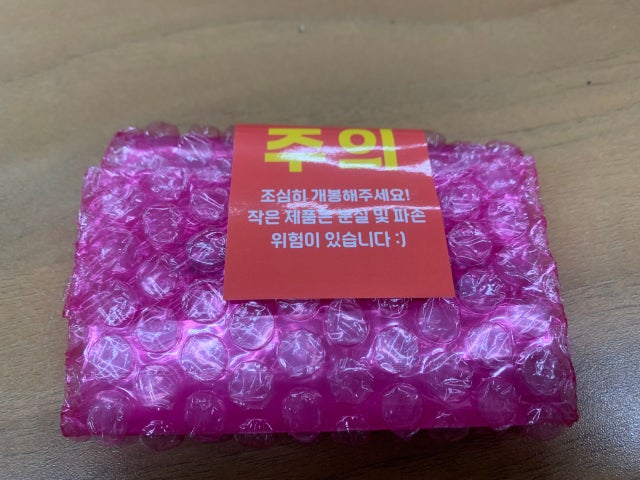 주의
조심히 개봉해주세요!
작은 제품은 분실 및 파손
위험이 있습니다 :)